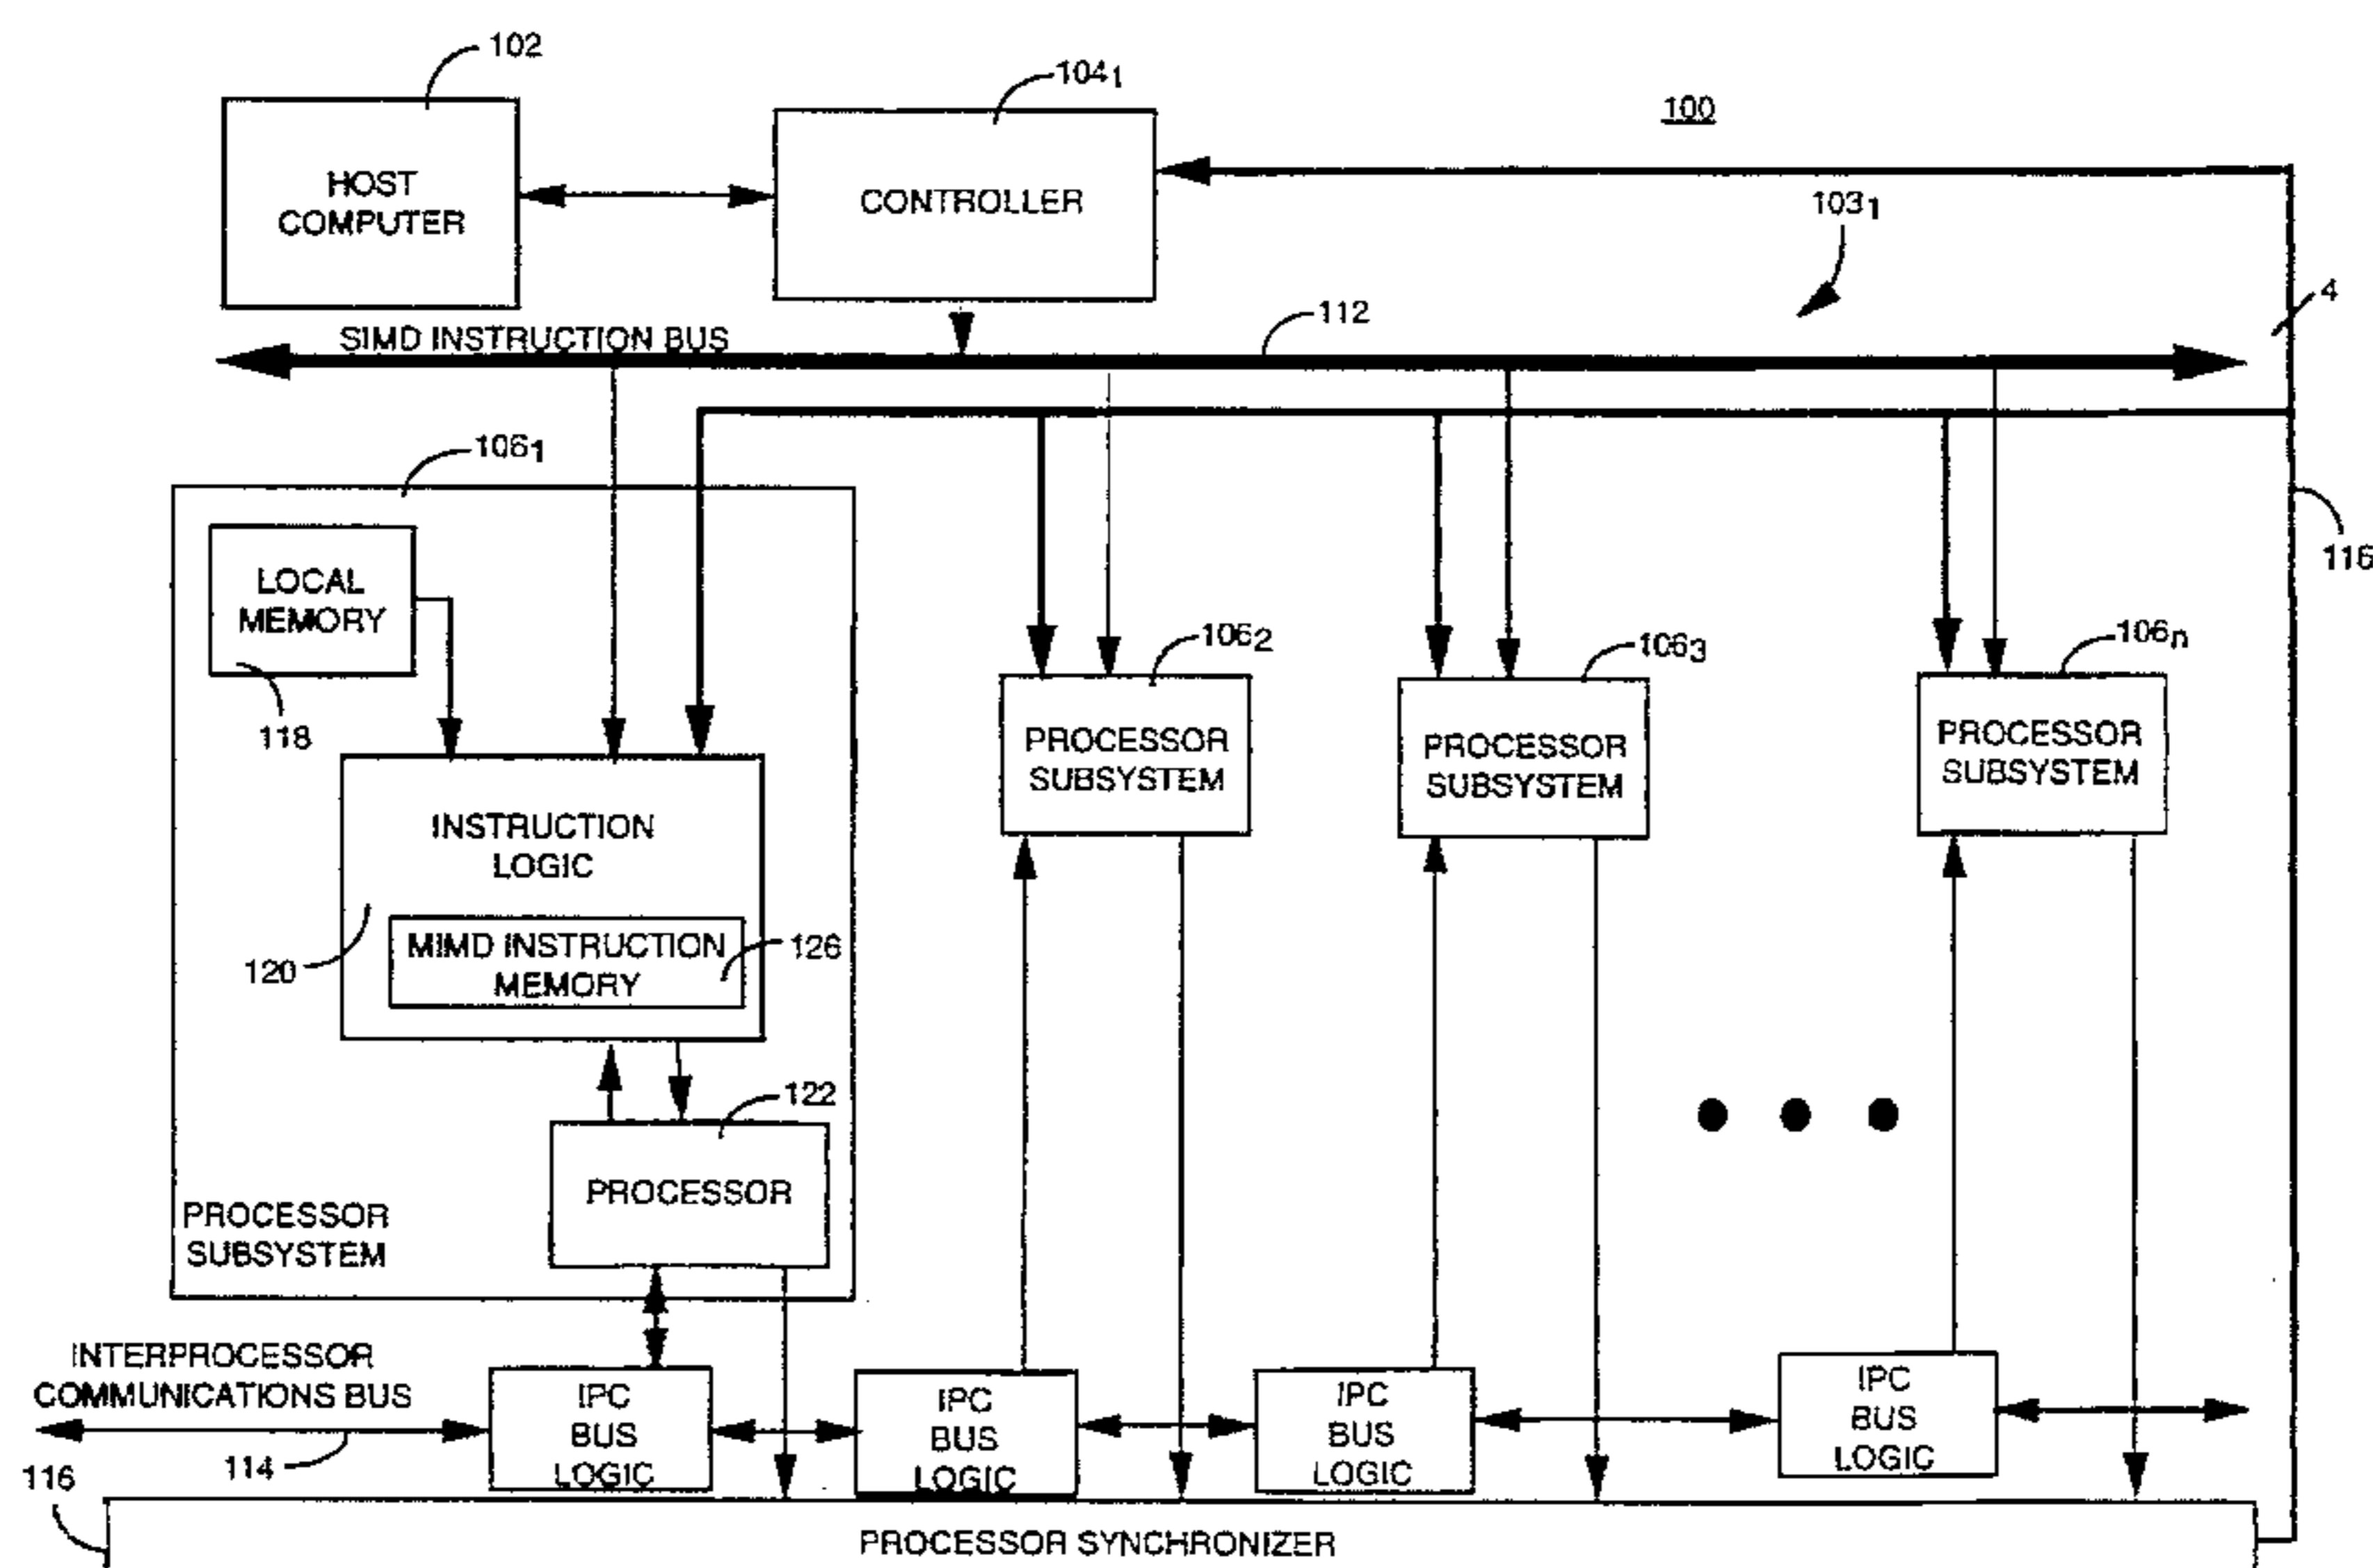 102
104₁
100
HOST
COMPUTER
CONTROLLER
103₁
4
SIMD INSTRUCTION BUS
112
106₁
116
LOCAL
MEMORY
118
106₂
106₃
106ₙ
PROCESSOR
SUBSYSTEM
PROCESSOR
SUBSYSTEM
PROCESSOR
SUBSYSTEM
INSTRUCTION
LOGIC
MIMD INSTRUCTION
MEMORY
126
120
122
PROCESSOR
PROCESSOR
SUBSYSTEM
INTERPROCESSOR
COMMUNICATIONS BUS
114
IPC
BUS
LOGIC
IPC
BUS
LOGIC
IPC
BUS
LOGIC
IPC
BUS
LOGIC
116
PROCESSOR SYNCHRONIZER